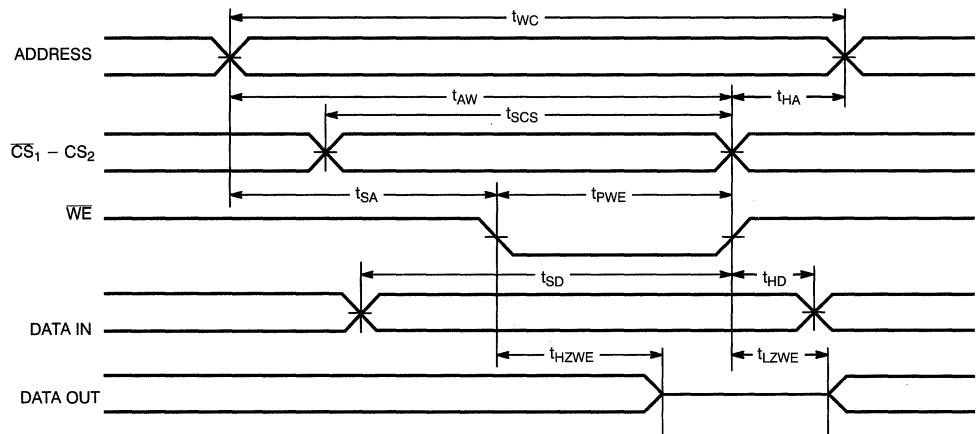 tWC
ADDRESS
tAW
tHA
tSCS
CS1 – CS2
tSA
tPWE
WE
tSD
tHD
DATA IN
tHZWE
tLZWE
DATA OUT